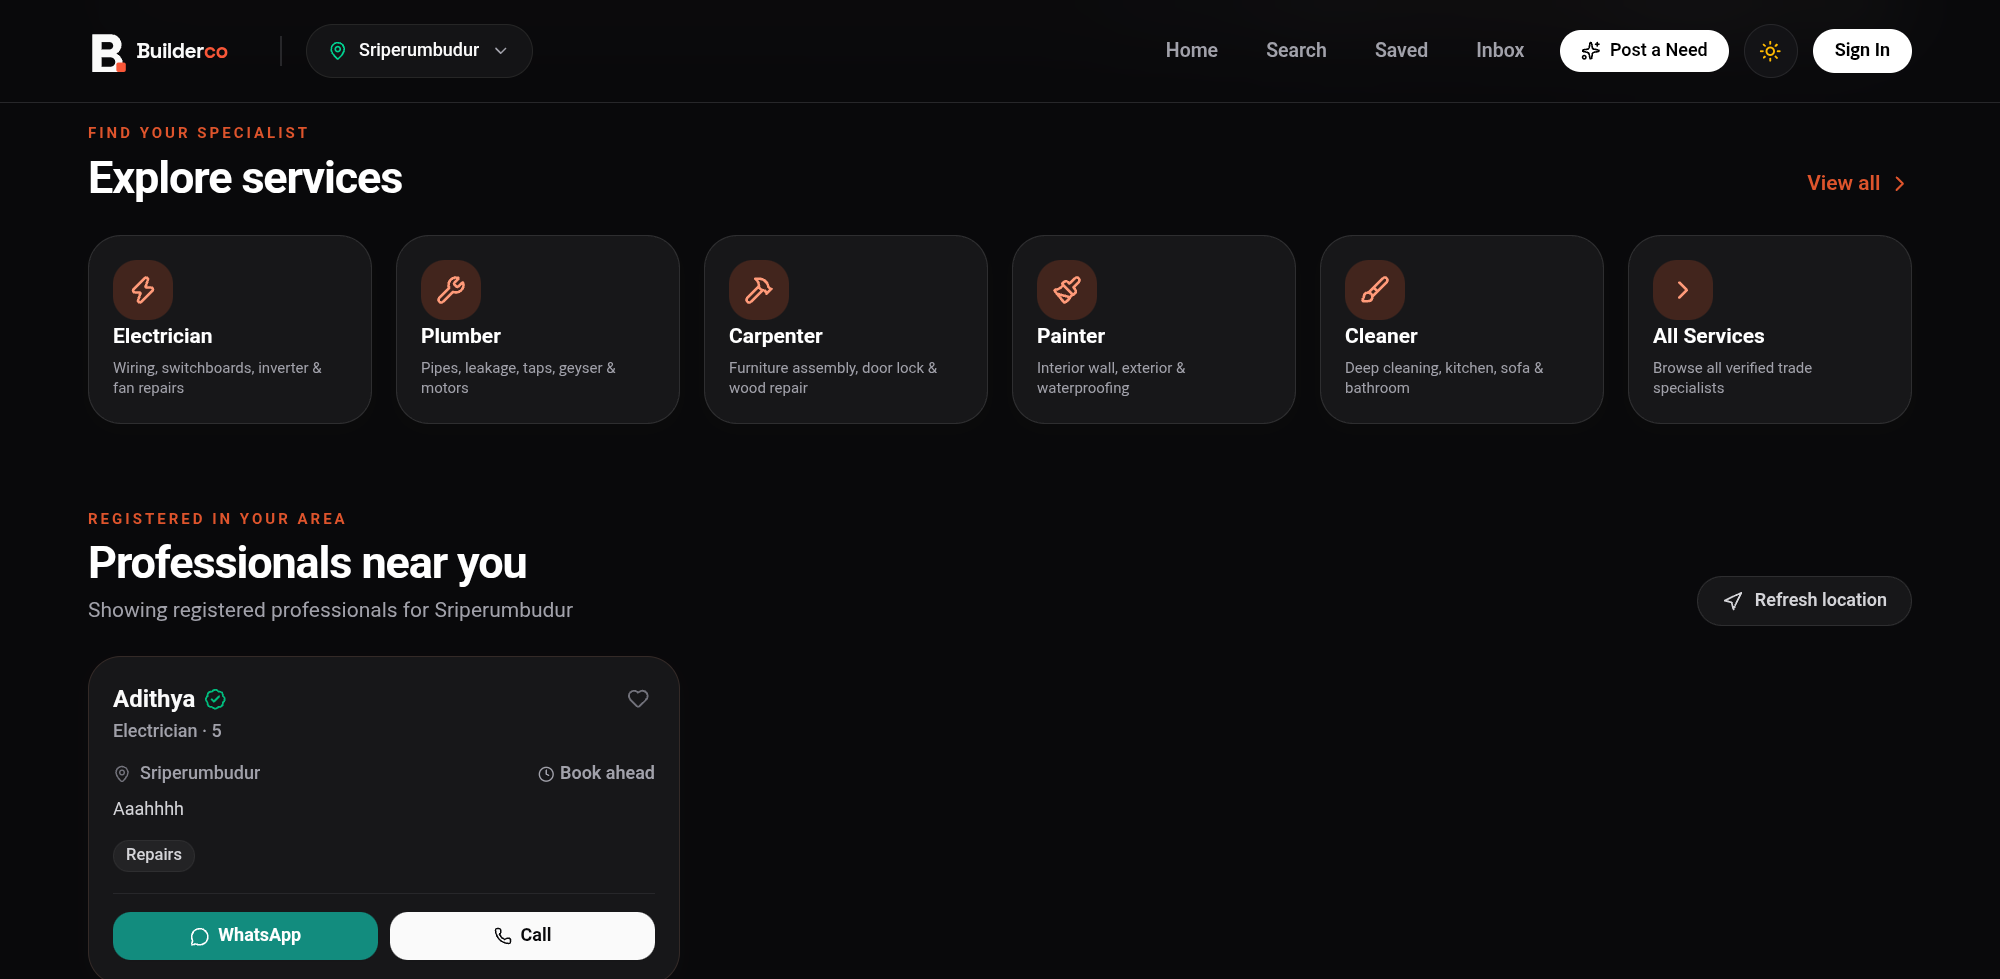 B. Builderco
Sriperumbudur
Home
Search
Saved
Inbox
Post a Need
Sign In
FIND YOUR SPECIALIST
Explore services
View all
Electrician
Wiring, switchboards, inverter &
fan repairs
Plumber
Pipes, leakage, taps, geyser &
motors
Carpenter
Furniture assembly, door lock &
wood repair
Painter
Interior wall, exterior &
waterproofing
Cleaner
Deep cleaning, kitchen, sofa &
bathroom
All Services
Browse all verified trade
specialists
REGISTERED IN YOUR AREA
Professionals near you
Showing registered professionals for Sriperumbudur
Refresh location
Adithya
Electrician · 5
Sriperumbudur
Book ahead
Aaahhhh
Repairs
WhatsApp
Call